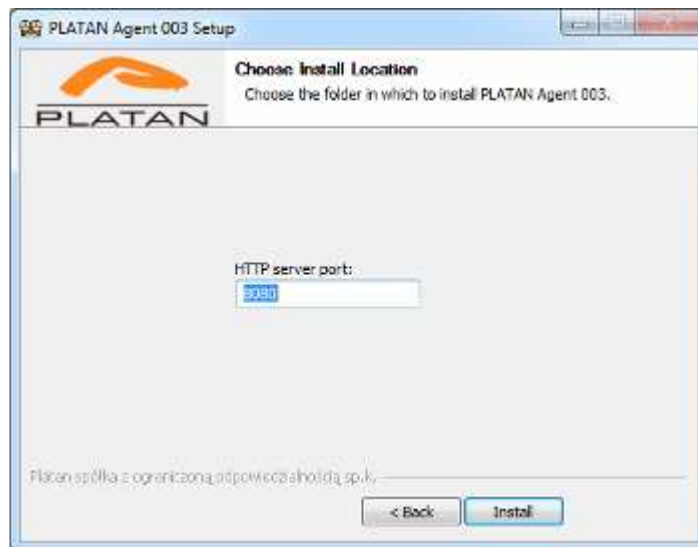 PLATAN Agent 003 Setup
PLATAN
Choose Install Location
Choose the folder in which to install PLATAN Agent 003.
HTTP server port:
8080
Platan spółka z ograniczoną odpowiedzialnością sp.k.
< Back
Install